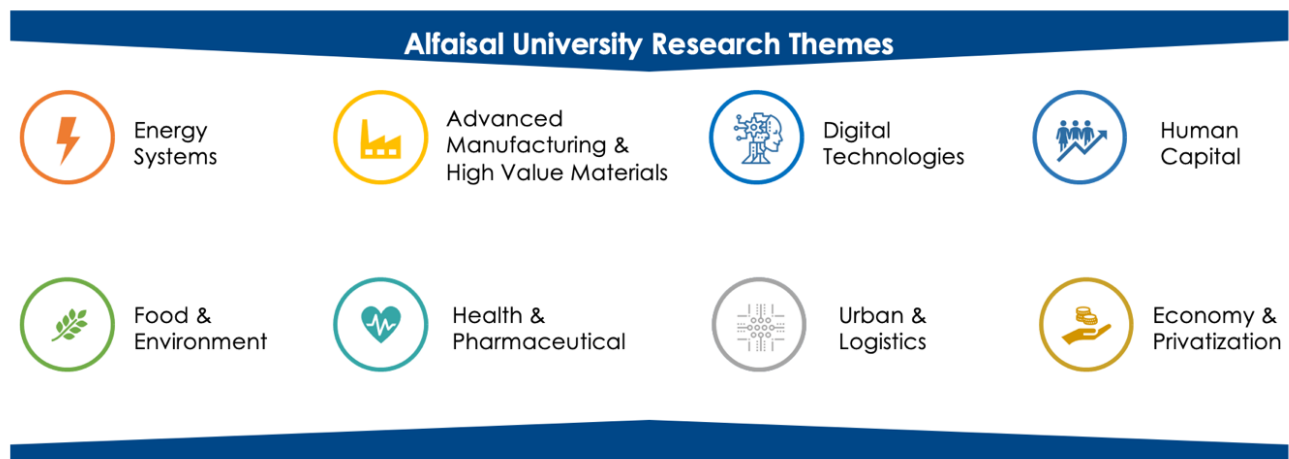 Alfaisal University Research Themes
Energy
Systems
Advanced
Manufacturing &
High Value Materials
Digital
Technologies
Human
Capital
Food &
Environment
Health &
Pharmaceutical
Urban &
Logistics
Economy &
Privatization